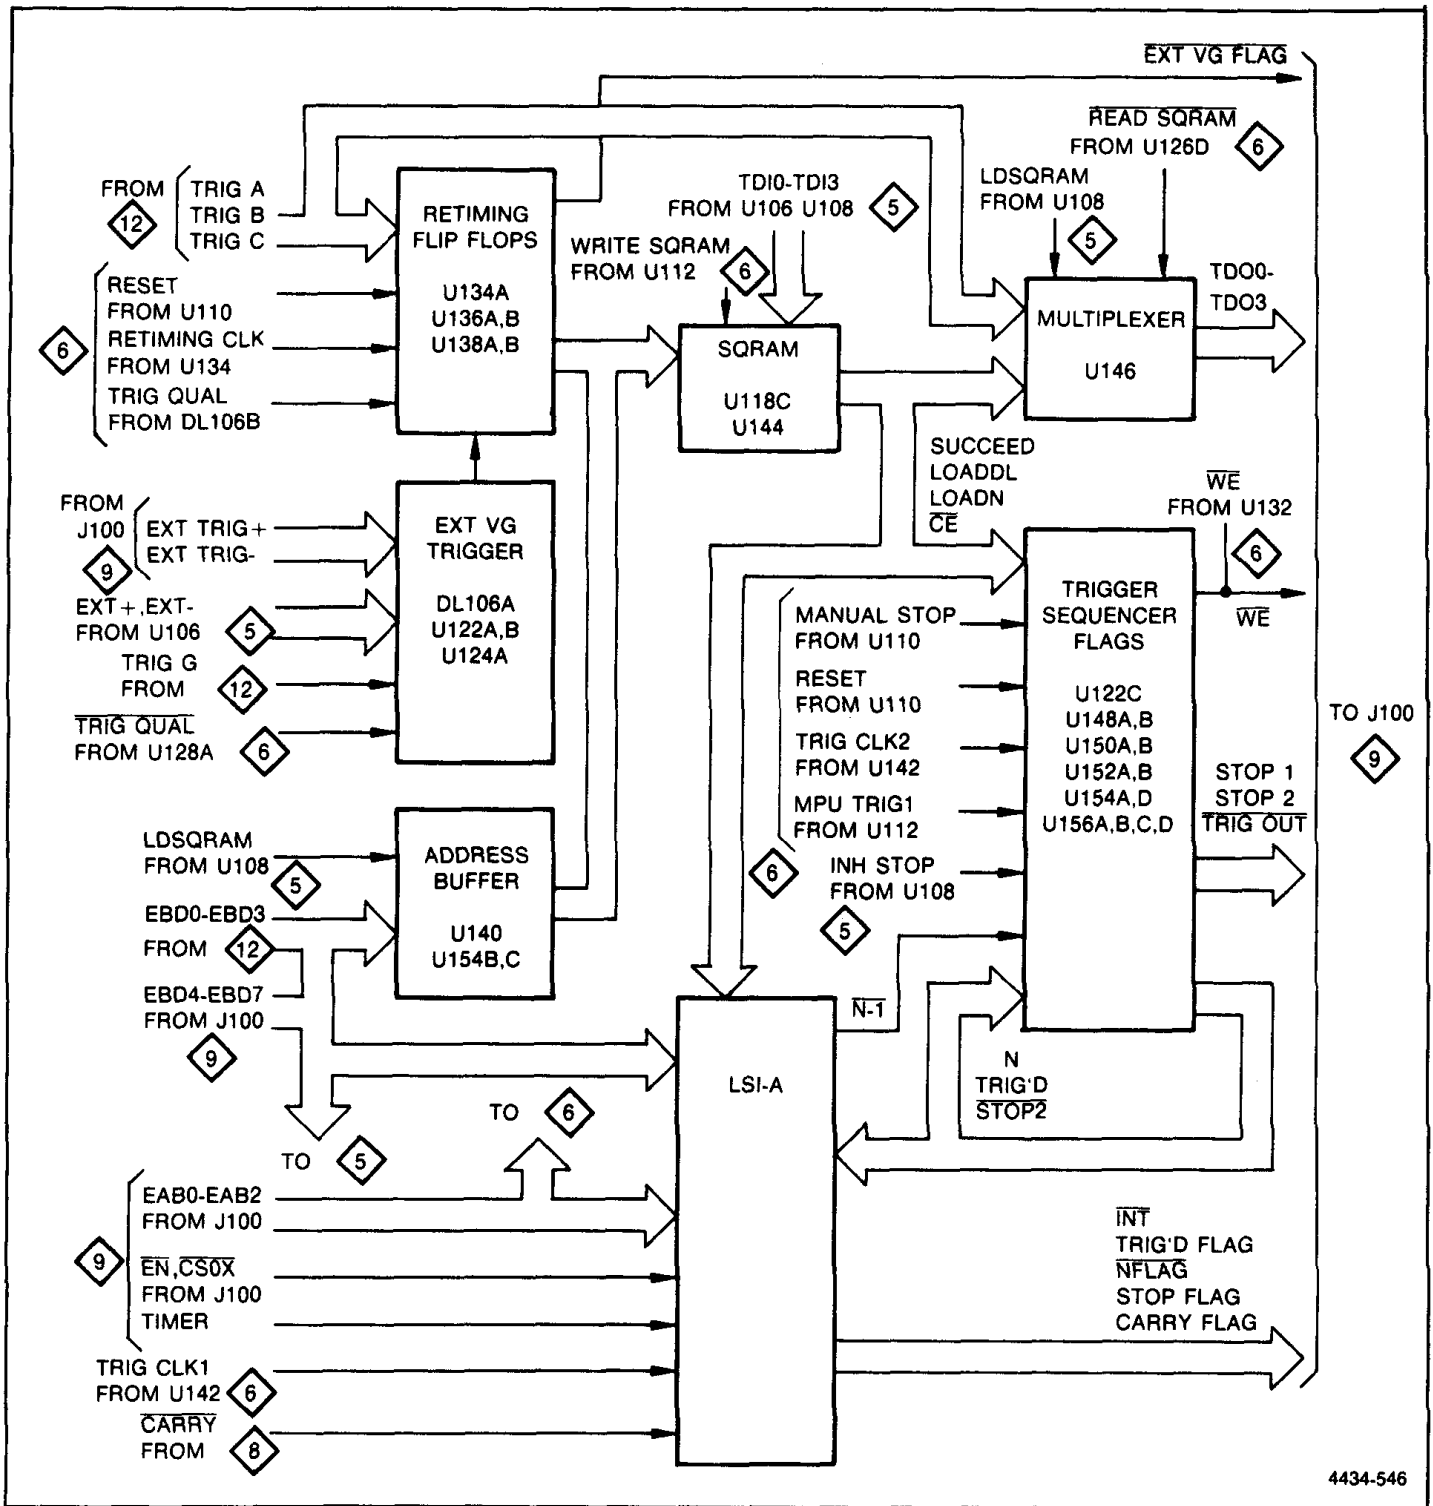 EXT VG FLAG
READ SQRAM
FROM U126D
6
FROM
12
TRIG A
TRIG B
TRIG C
RETIMING
FLIP FLOPS
U134A
U136A,B
U138A,B
TDI0-TDI3
FROM U106 U108
5
LDSQRAM
FROM U108
5
WRITE SQRAM
FROM U112
6
6
RESET
FROM U110
RETIMING CLK
FROM U134
TRIG QUAL
FROM DL106B
SQRAM
U118C
U144
MULTIPLEXER
U146
TDO0-
TDO3
FROM
J100
9
EXT TRIG+
EXT TRIG-
EXT+,EXT-
FROM U106
5
TRIG G
FROM
12
TRIG QUAL
FROM U128A
6
EXT VG
TRIGGER
DL106A
U122A,B
U124A
SUCCEED
LOADDL
LOADN
CE
WE
FROM U132
6
WE
MANUAL STOP
FROM U110
RESET
FROM U110
TRIG CLK2
FROM U142
MPU TRIG1
FROM U112
6
INH STOP
FROM U108
5
TRIGGER
SEQUENCER
FLAGS
U122C
U148A,B
U150A,B
U152A,B
U154A,D
U156A,B,C,D
TO J100
9
STOP 1
STOP 2
TRIG OUT
LDSQRAM
FROM U108
5
EBD0-EBD3
FROM
12
EBD4-EBD7
FROM J100
9
ADDRESS
BUFFER
U140
U154B,C
N-1
LSI-A
N
TRIG'D
STOP2
TO
6
TO
5
9
EAB0-EAB2
FROM J100
EN,CS0X
FROM J100
TIMER
TRIG CLK1
FROM U142
6
CARRY
FROM
8
INT
TRIG'D FLAG
NFLAG
STOP FLAG
CARRY FLAG
4434-546